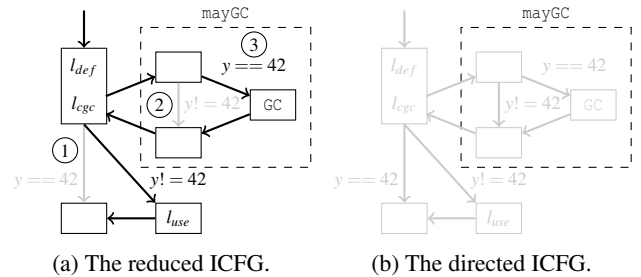 mayGC
mayGC
3
l_def
y == 42
l_def
y == 42
l_cgc
2
y! = 42
GC
l_cgc
y! = 42
GC
1
y == 42
y! = 42
y == 42
y! = 42
l_use
l_use
(a) The reduced ICFG.
(b) The directed ICFG.